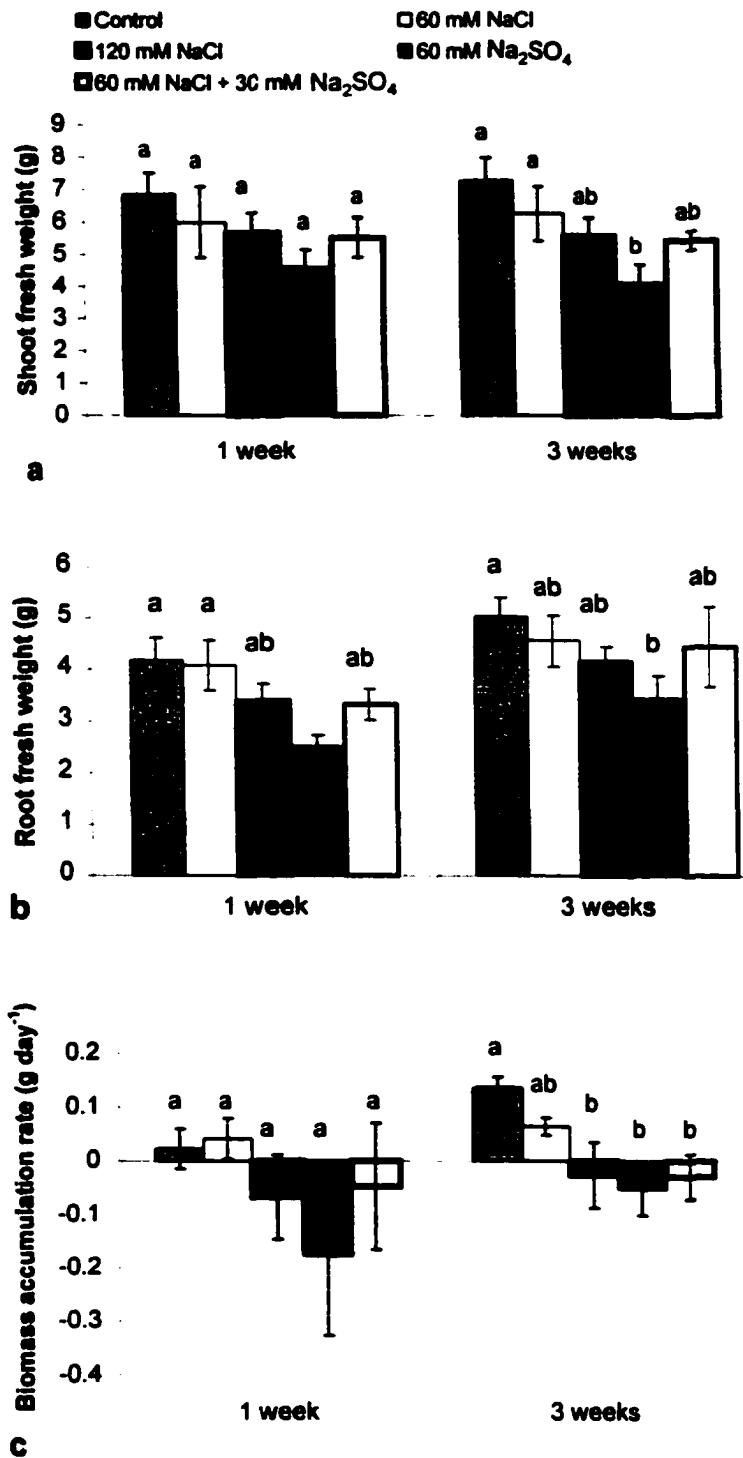 Control 60 mM NaCl
120 mM NaCl 60 mM Na₂SO₄
60 mM NaCl + 30 mM Na₂SO₄
9
8
7
6
5
4
3
2
1
0
Shoot fresh weight (g)
a a a a a
a a ab b ab
1 week 3 weeks
a
6
5
4
3
2
1
0
Root fresh weight (g)
a a ab ab
a ab ab b ab
1 week 3 weeks
b
0.2
0.1
0
-0.1
-0.2
-0.3
-0.4
Biomass accumulation rate (g day⁻¹)
a a a a a
a ab b b b
1 week 3 weeks
c